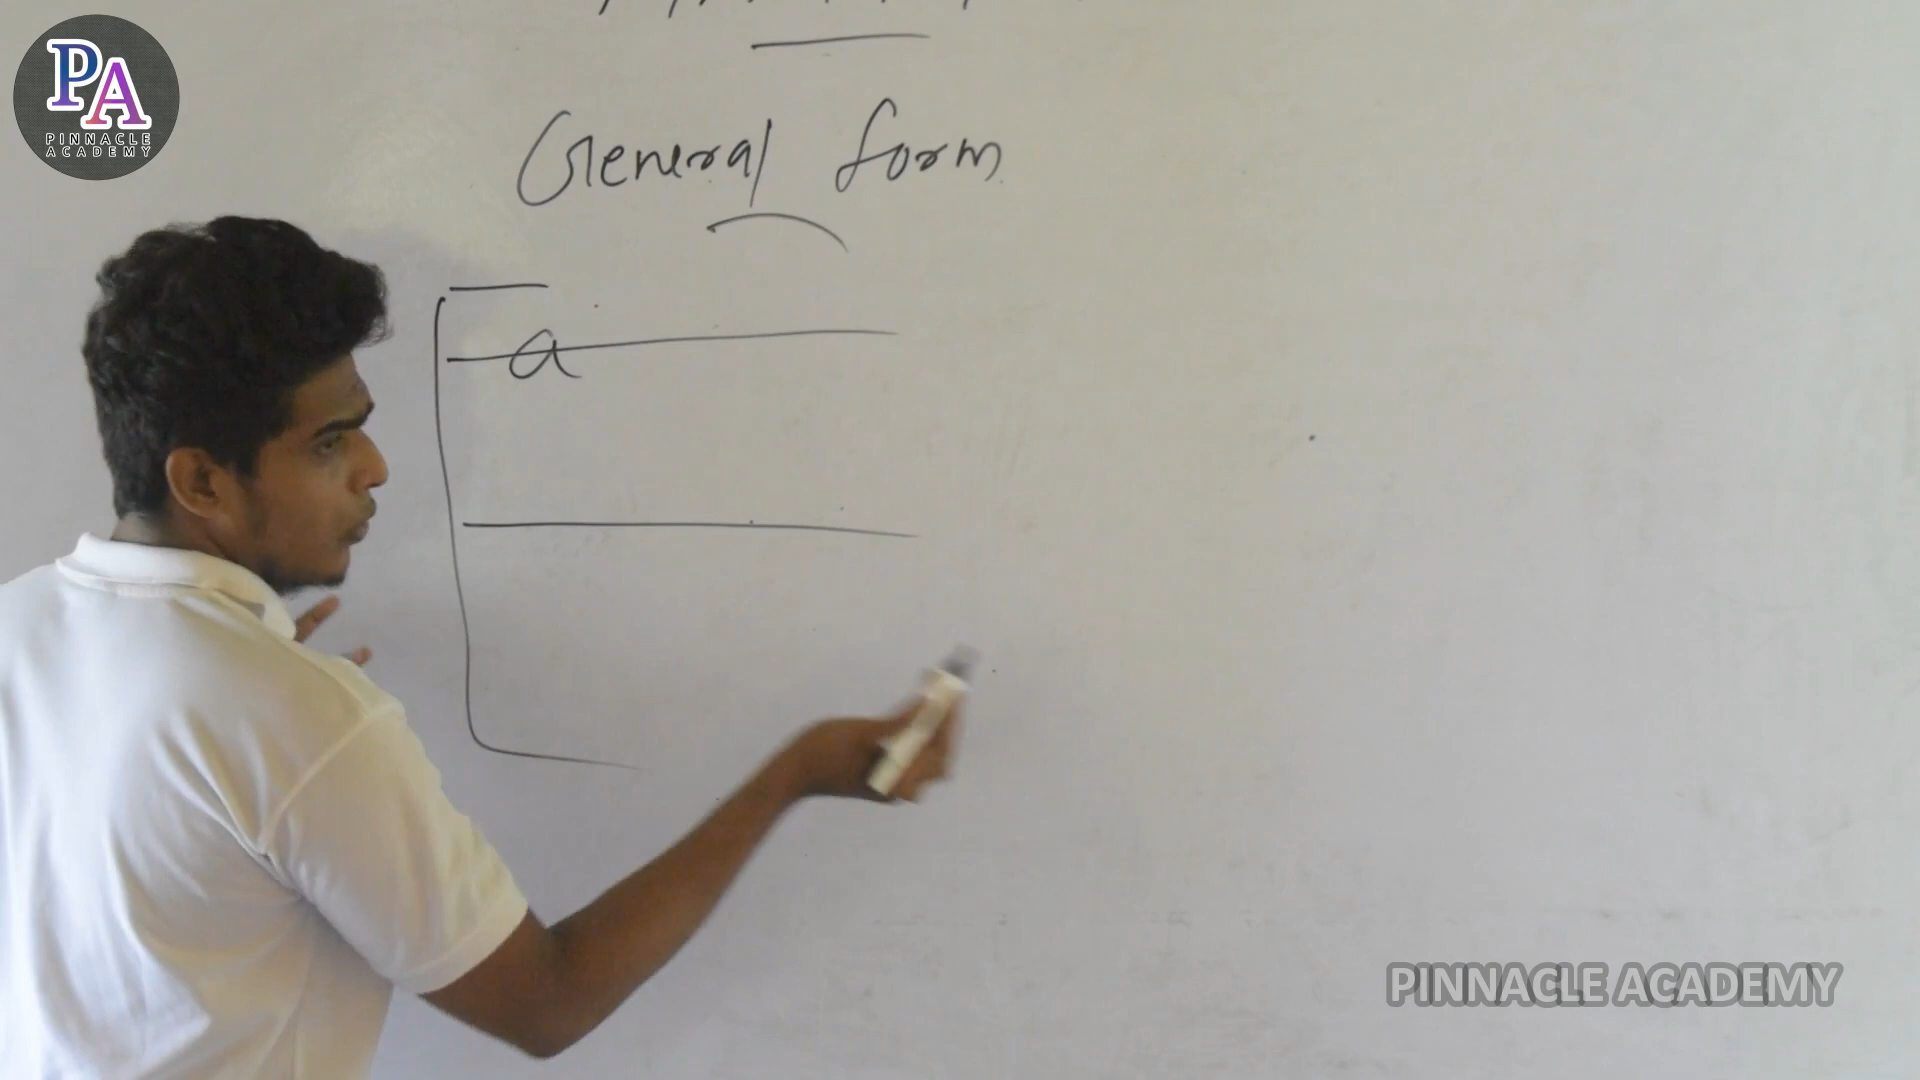 PA
PINNACLE
ACADEMY
General form
a
PINNACLE ACADEMY